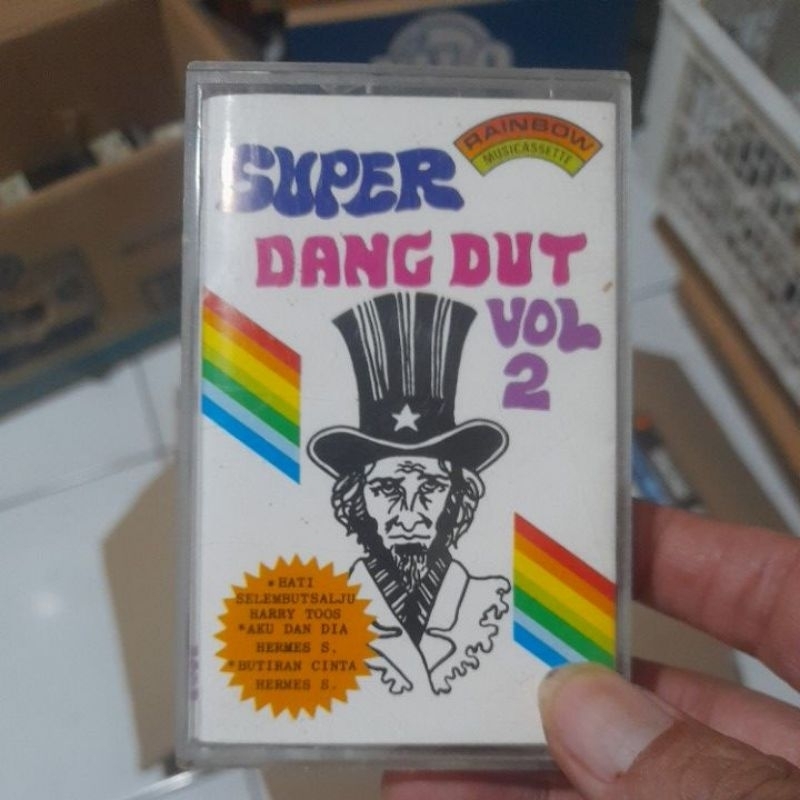 SUPER
RAINBOW
MUSICASSETTE
DANG DUT
VOL
2
*HATI
SELEMBUTSALJU
HARRY TOOS
*AKU DAN DIA
HERMES S.
*BUTIRAN CINTA
HERMES S.